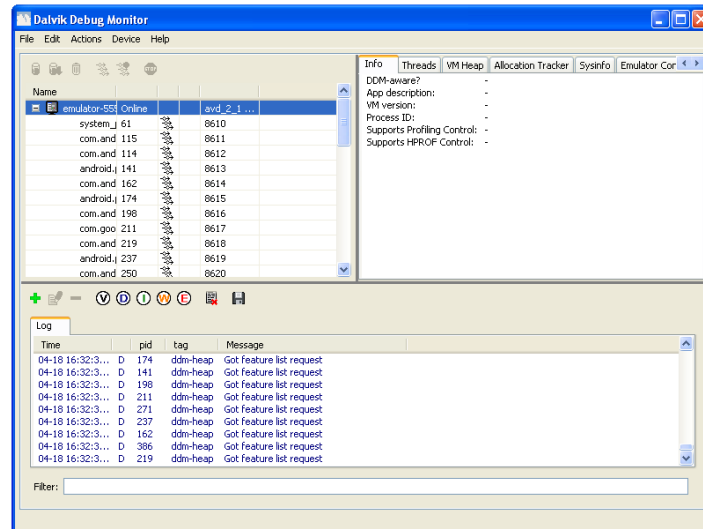 Dalvik Debug Monitor
File Edit Actions Device Help
Name
emulator-555 Online avd_2_1 ...
system_p 61 8610
com.and 115 8611
com.and 114 8612
android.p 141 8613
com.and 162 8614
android.p 174 8615
com.and 198 8616
com.goo 211 8617
com.and 219 8618
android.p 237 8619
com.and 250 8620
Info Threads VM Heap Allocation Tracker Sysinfo Emulator Cor
DDM-aware? -
App description: -
VM version: -
Process ID: -
Supports Profiling Control: -
Supports HPROF Control: -
V D I W E
Log
Time pid tag Message
04-18 16:32:3... D 174 ddm-heap Got feature list request
04-18 16:32:3... D 141 ddm-heap Got feature list request
04-18 16:32:3... D 198 ddm-heap Got feature list request
04-18 16:32:3... D 211 ddm-heap Got feature list request
04-18 16:32:3... D 271 ddm-heap Got feature list request
04-18 16:32:3... D 237 ddm-heap Got feature list request
04-18 16:32:3... D 162 ddm-heap Got feature list request
04-18 16:32:3... D 386 ddm-heap Got feature list request
04-18 16:32:3... D 219 ddm-heap Got feature list request
Filter: